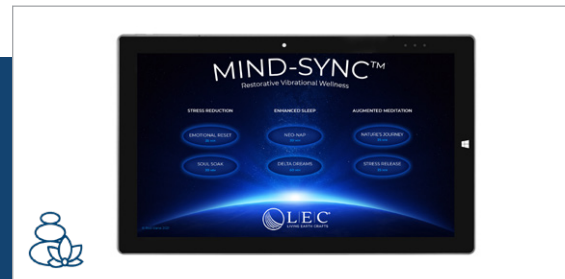 MIND-SYNC™
Restorative Vibrational Wellness
STRESS REDUCTION
ENHANCED SLEEP
AUGMENTED MEDITATION
EMOTIONAL RESET
NEO-NAP
NATURE'S JOURNEY
SOUL SOAK
DELTA DREAMS
STRESS RELEASE
LEC
LIVING EARTH CRAFTS